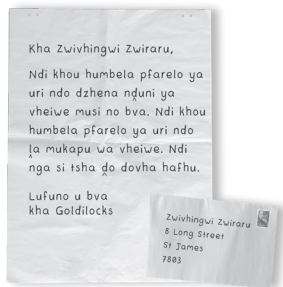 Kha Zwivhingwi Zwiraru,
Ndi khou humbela pfarelo ya
uri ndo dzhena nḓuni ya
vheiwe musi no bva. Ndi khou
humbela pfarelo ya uri ndo
ḽa mukapu wa vheiwe. Ndi
nga si tsha ḓo dovha hafhu.
Lufuno u bva
kha Goldilocks
Zwivhingwi Zwiraru
8 Long Street
St James
7803